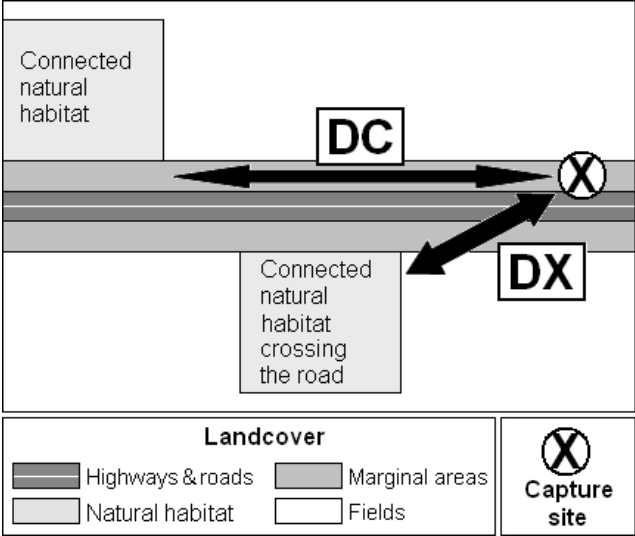 Connected
natural
habitat
DC
X
DX
Connected
natural
habitat
crossing
the road
Landcover
Highways & roads
Marginal areas
Natural habitat
Fields
X
Capture
site